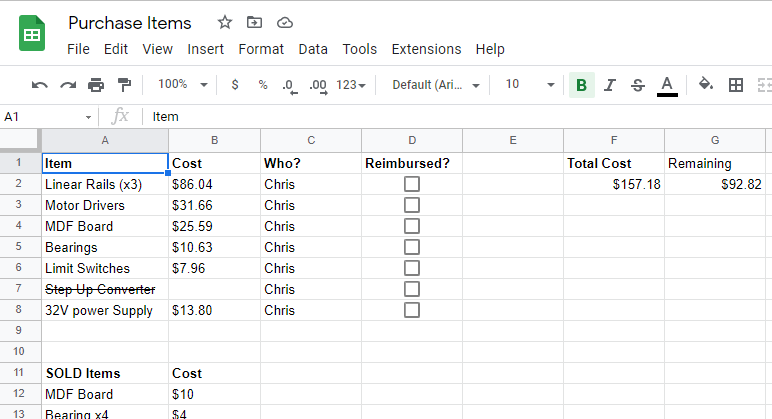 Purchase Items
File Edit View Insert Format Data Tools Extensions Help
100% $ % .0 .00 123 Default (Ari... 10 B I S A
A1 fx Item
A B C D E F G
1 Item Cost Who? Reimbursed? Total Cost Remaining
2 Linear Rails (x3) $86.04 Chris $157.18 $92.82
3 Motor Drivers $31.66 Chris
4 MDF Board $25.59 Chris
5 Bearings $10.63 Chris
6 Limit Switches $7.96 Chris
7 Step Up Converter Chris
8 32V power Supply $13.80 Chris
9
10
11 SOLD Items Cost
12 MDF Board $10
13 Bearing x4 $4